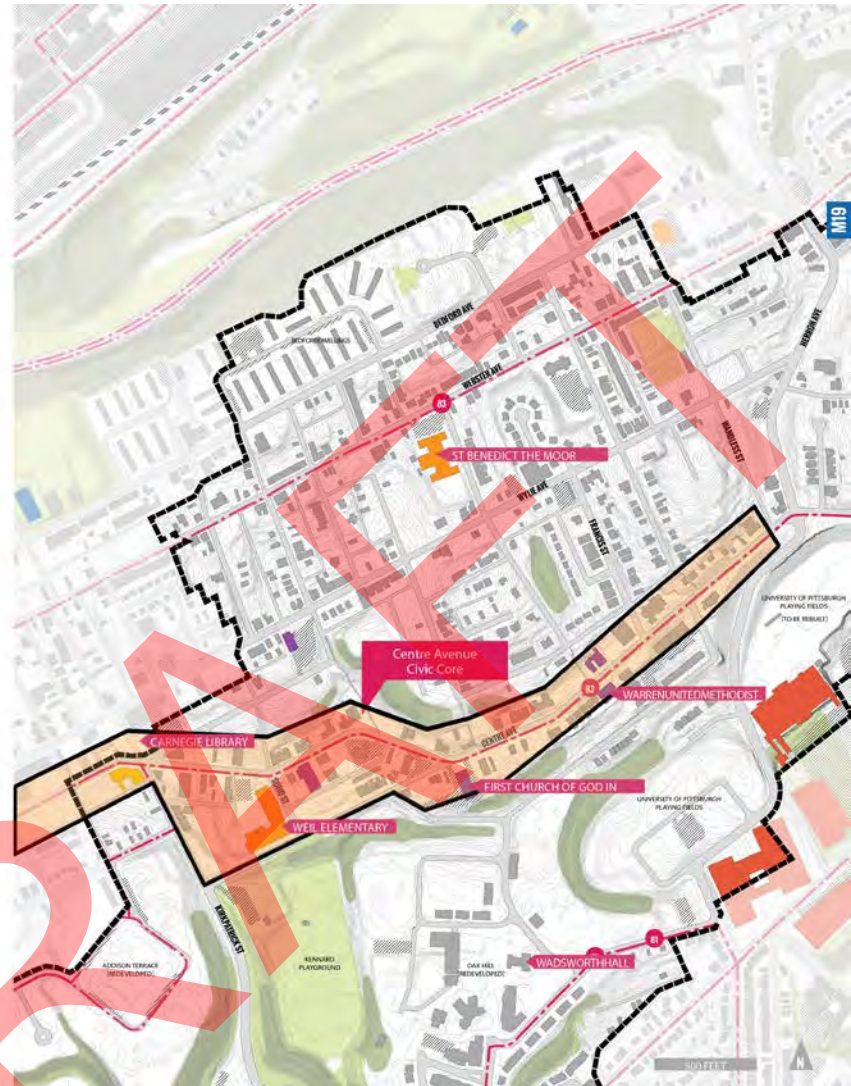 M19
HERRON AVE
BEDFORD AVE
BEDFORD DWELLINGS
WEBSTER AVE
83
ST BENEDICT THE MOOR
WANDLESS ST
WYLIE AVE
FRANCIS ST
UNIVERSITY OF PITTSBURGH
PLAYING FIELDS
(TO BE REBUILT)
Centre Avenue
Civic Core
82
WARRENUNITEDMETHODIST
CARNEGIE LIBRARY
CENTRE AVE
FIRST CHURCH OF GOD IN
UNIVERSITY OF PITTSBURGH
PLAYING FIELDS
WEIL ELEMENTARY
KIRKPATRICK ST
81
ADDISON TERRACE
(REDEVELOPED)
KENNARD
PLAYGROUND
OAK HILL
(REDEVELOPED)
WADSWORTHHALL
500 FEET
N
DRAFT